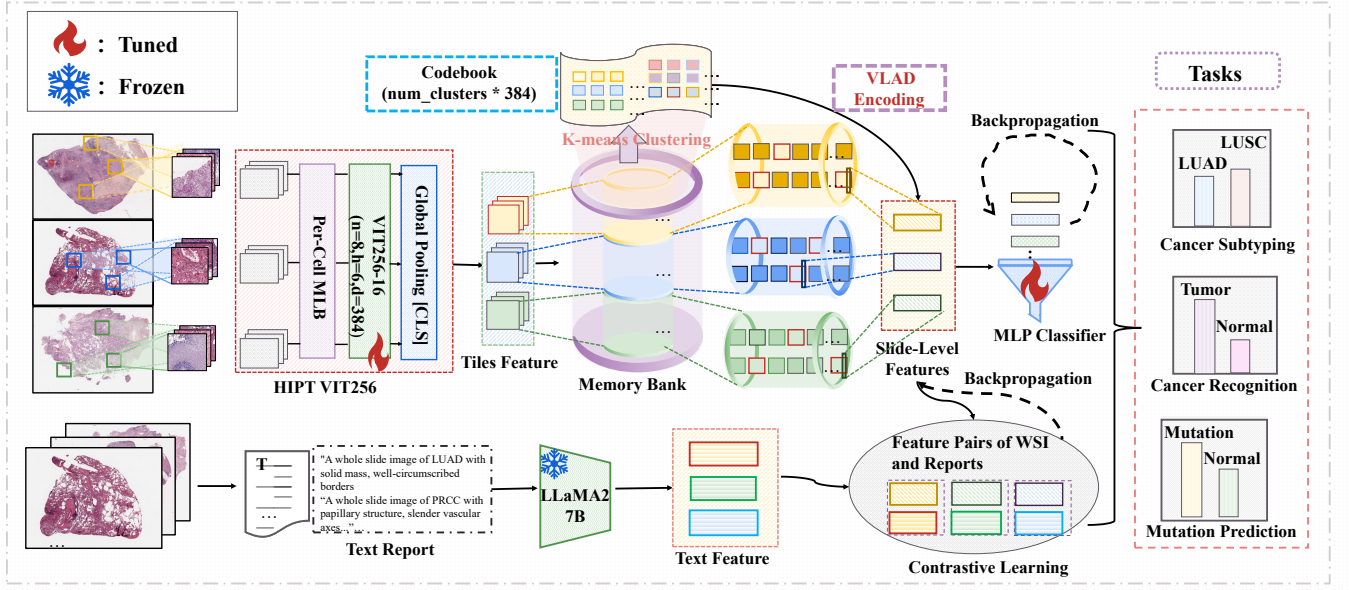 : Tuned
: Frozen
Codebook
(num_clusters * 384)
K-means Clustering
...
...
...
VLAD
Encoding
Tasks
Per-Cell MLB
VIT256-16
(n=8,h=6,d=384)
Global Pooling [CLS]
HIPT VIT256
Tiles Feature
...
...
...
Memory Bank
...
...
...
...
...
...
Slide-Level
Features
Backpropagation
...
MLP Classifier
LUSC
LUAD
Cancer Subtyping
Tumor
Normal
Cancer Recognition
Mutation
Normal
Mutation Prediction
...
T
...
"A whole slide image of LUAD with
solid mass, well-circumscribed
borders
“A whole slide image of PRCC with
papillary structure, slender vascular
axes...”...
Text Report
LLaMA2
7B
Text Feature
Backpropagation
Feature Pairs of WSI
and Reports
Contrastive Learning